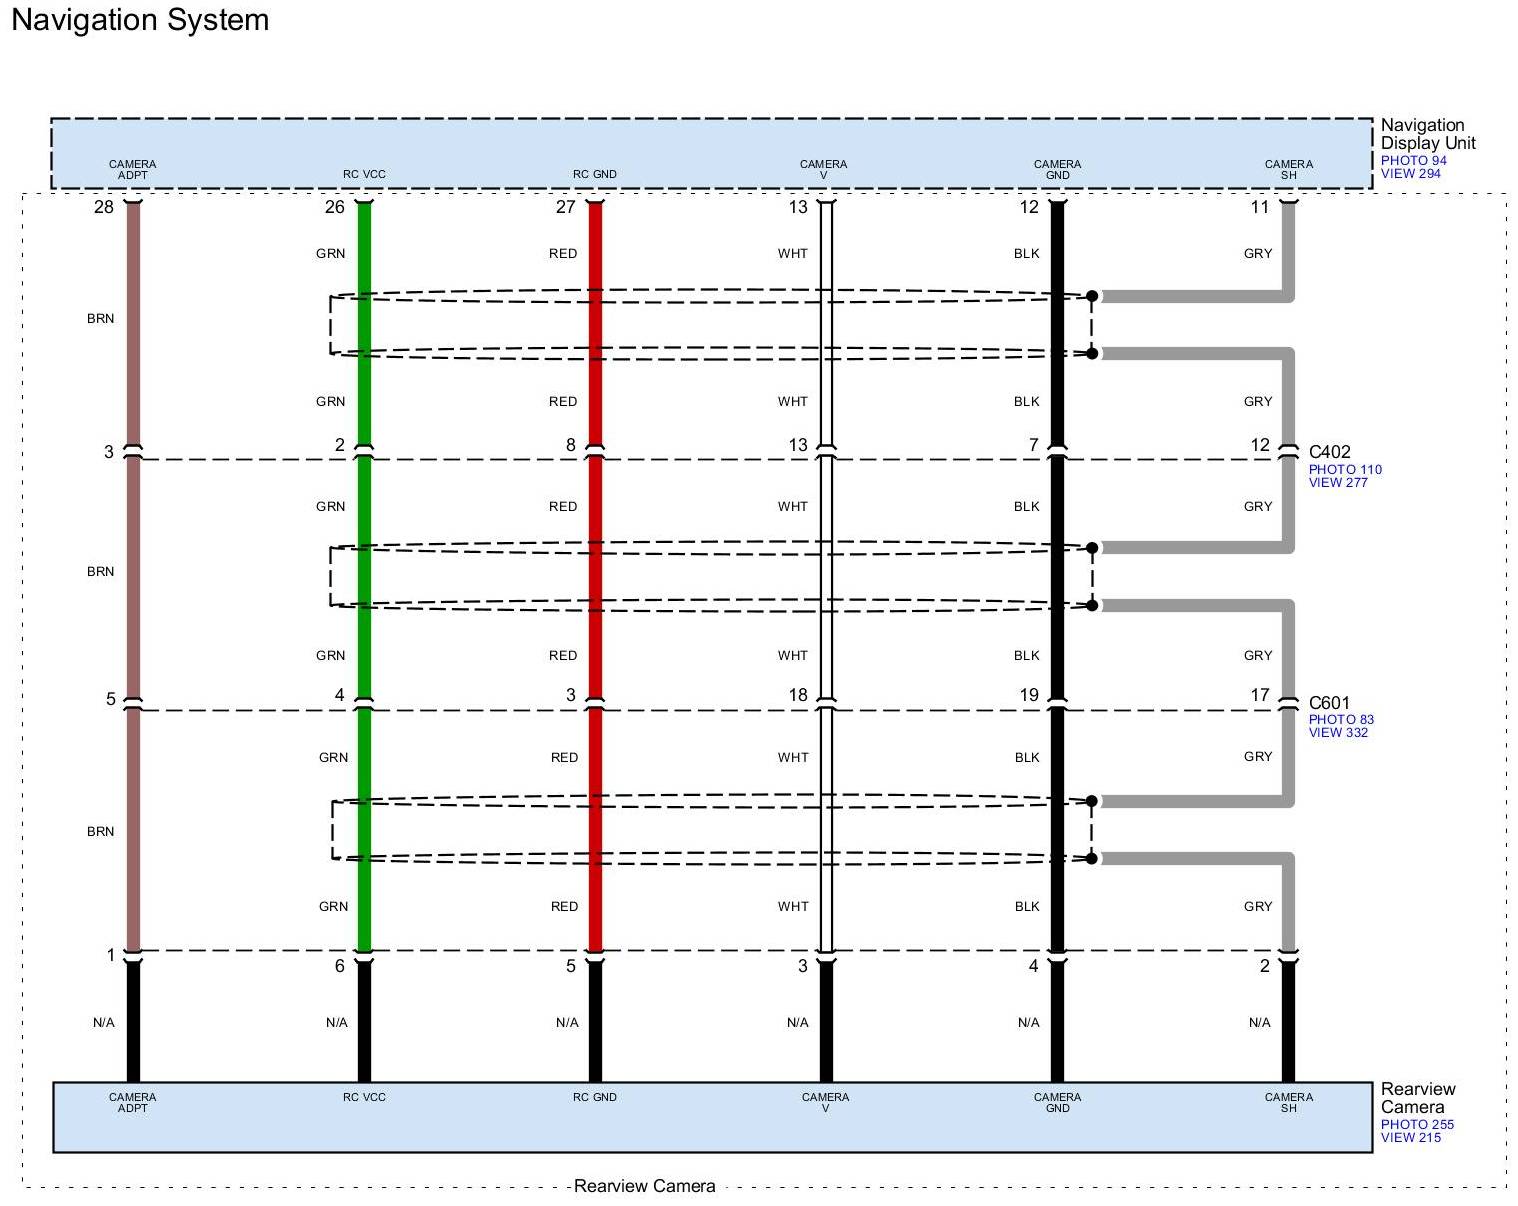 Navigation System
Navigation
Display Unit
PHOTO 94
VIEW 294
CAMERA
ADPT
RC VCC
RC GND
CAMERA
V
CAMERA
GND
CAMERA
SH
28
26
27
13
12
11
GRN
RED
WHT
BLK
GRY
BRN
GRN
RED
WHT
BLK
GRY
3
2
8
13
7
12
C402
PHOTO 110
VIEW 277
GRN
RED
WHT
BLK
GRY
BRN
GRN
RED
WHT
BLK
GRY
5
4
3
18
19
17
C601
PHOTO 83
VIEW 332
GRN
RED
WHT
BLK
GRY
BRN
GRN
RED
WHT
BLK
GRY
1
6
5
3
4
2
N/A
N/A
N/A
N/A
N/A
N/A
CAMERA
ADPT
RC VCC
RC GND
CAMERA
V
CAMERA
GND
CAMERA
SH
Rearview
Camera
PHOTO 255
VIEW 215
Rearview Camera